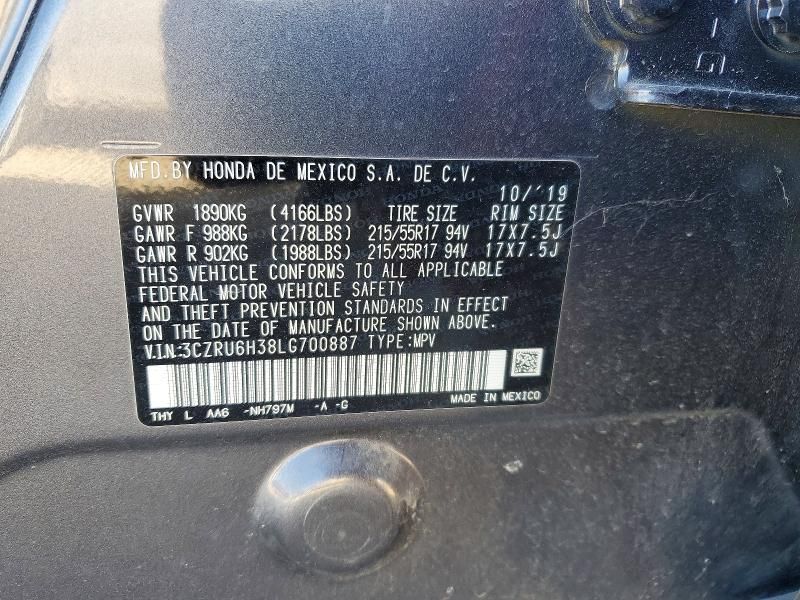 MFD.BY HONDA DE MEXICO S.A. DE C.V.
10/'19
GVWR 1890KG (4166LBS) TIRE SIZE RIM SIZE
GAWR F 988KG (2178LBS) 215/55R17 94V 17X7.5J
GAWR R 902KG (1988LBS) 215/55R17 94V 17X7.5J
THIS VEHICLE CONFORMS TO ALL APPLICABLE
FEDERAL MOTOR VEHICLE SAFETY
AND THEFT PREVENTION STANDARDS IN EFFECT
ON THE DATE OF MANUFACTURE SHOWN ABOVE.
V.I.N:3CZRU6H38LG700887 TYPE:MPV
THY L AA6 -NH797M -A -G MADE IN MEXICO